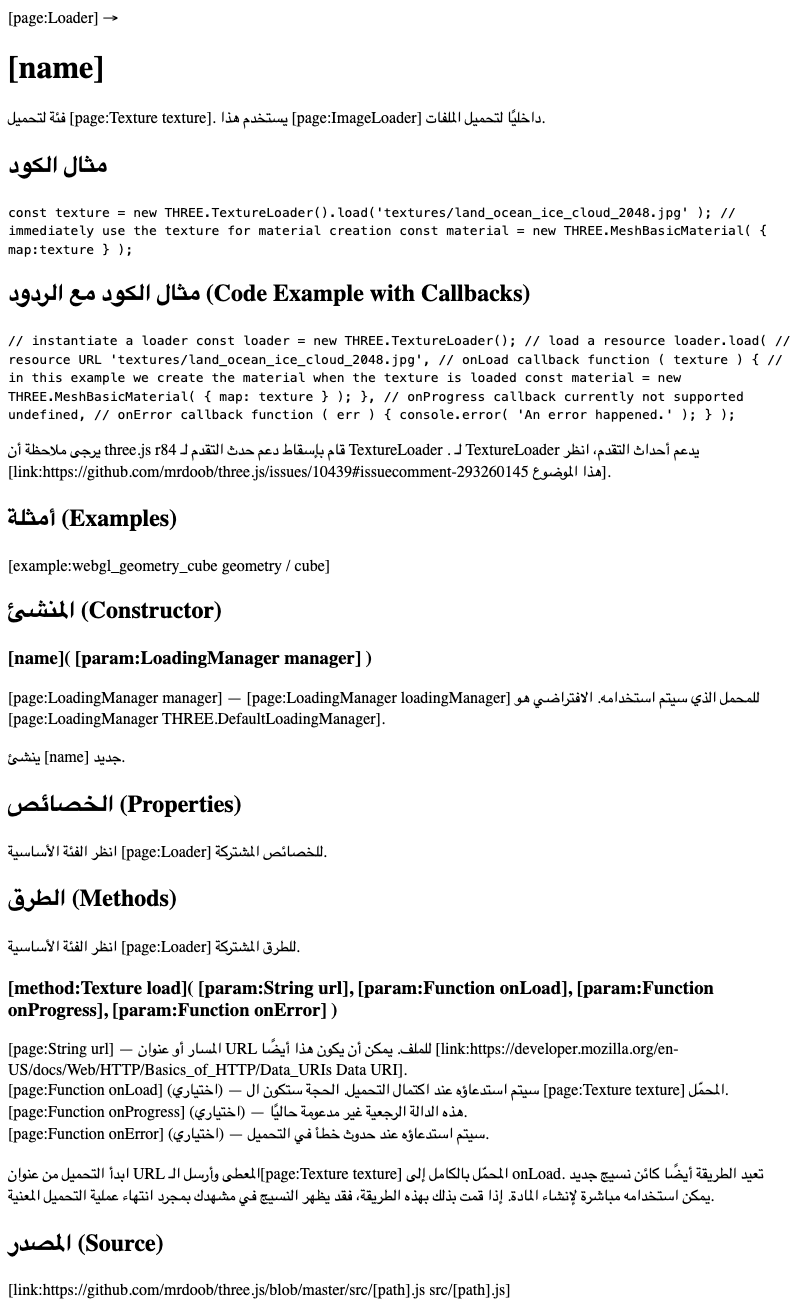 [page:Loader] →
[name]
فئة لتحميل [page:Texture texture]. يستخدم هذا [page:ImageLoader] داخليًا لتحميل الملفات.
مثال الكود
const texture = new THREE.TextureLoader().load('textures/land_ocean_ice_cloud_2048.jpg' ); //
immediately use the texture for material creation const material = new THREE.MeshBasicMaterial( {
map:texture } );
مثال الكود مع الردود (Code Example with Callbacks)
// instantiate a loader const loader = new THREE.TextureLoader(); // load a resource loader.load( //
resource URL 'textures/land_ocean_ice_cloud_2048.jpg', // onLoad callback function ( texture ) { //
in this example we create the material when the texture is loaded const material = new
THREE.MeshBasicMaterial( { map: texture } ); }, // onProgress callback currently not supported
undefined, // onError callback function ( err ) { console.error( 'An error happened.' ); } );
يرجى ملاحظة أن three.js r84 قام بإسقاط دعم حدث التقدم لـ TextureLoader . لـ TextureLoader يدعم أحداث التقدم، انظر
[link:https://github.com/mrdoob/three.js/issues/10439#issuecomment-293260145 هذا الموضوع].
أمثلة (Examples)
[example:webgl_geometry_cube geometry / cube]
المنشئ (Constructor)
[name]( [param:LoadingManager manager] )
[page:LoadingManager manager] — [page:LoadingManager loadingManager] للمحمل الذي سيتم استخدامه. الافتراضي هو
[page:LoadingManager THREE.DefaultLoadingManager].
ينشئ [name] جديد.
الخصائص (Properties)
انظر الفئة الأساسية [page:Loader] للخصائص المشتركة.
الطرق (Methods)
انظر الفئة الأساسية [page:Loader] للطرق المشتركة.
[method:Texture load]( [param:String url], [param:Function onLoad], [param:Function
onProgress], [param:Function onError] )
[page:String url] — المسار أو عنوان URL للملف. يمكن أن يكون هذا أيضًا [link:https://developer.mozilla.org/en-
US/docs/Web/HTTP/Basics_of_HTTP/Data_URIs Data URI].
[page:Function onLoad] (اختياري) — سيتم استدعاؤه عند اكتمال التحميل. الحجة ستكون ال [page:Texture texture] المحمّل.
[page:Function onProgress] (اختياري) — هذه الدالة الرجعية غير مدعومة حاليًا.
[page:Function onError] (اختياري) — سيتم استدعاؤه عند حدوث خطأ في التحميل.
ابدأ التحميل من عنوان URL المعطى وأرسل الـ[page:Texture texture] المحمّل بالكامل إلى onLoad. تعيد الطريقة أيضًا كائن نسيج جديد
يمكن استخدامه مباشرة لإنشاء المادة. إذا قمت بذلك بهذه الطريقة، فقد يظهر النسيج في مشهدك بمجرد انتهاء عملية التحميل المعنية.
المصدر (Source)
[link:https://github.com/mrdoob/three.js/blob/master/src/[path].js src/[path].js]